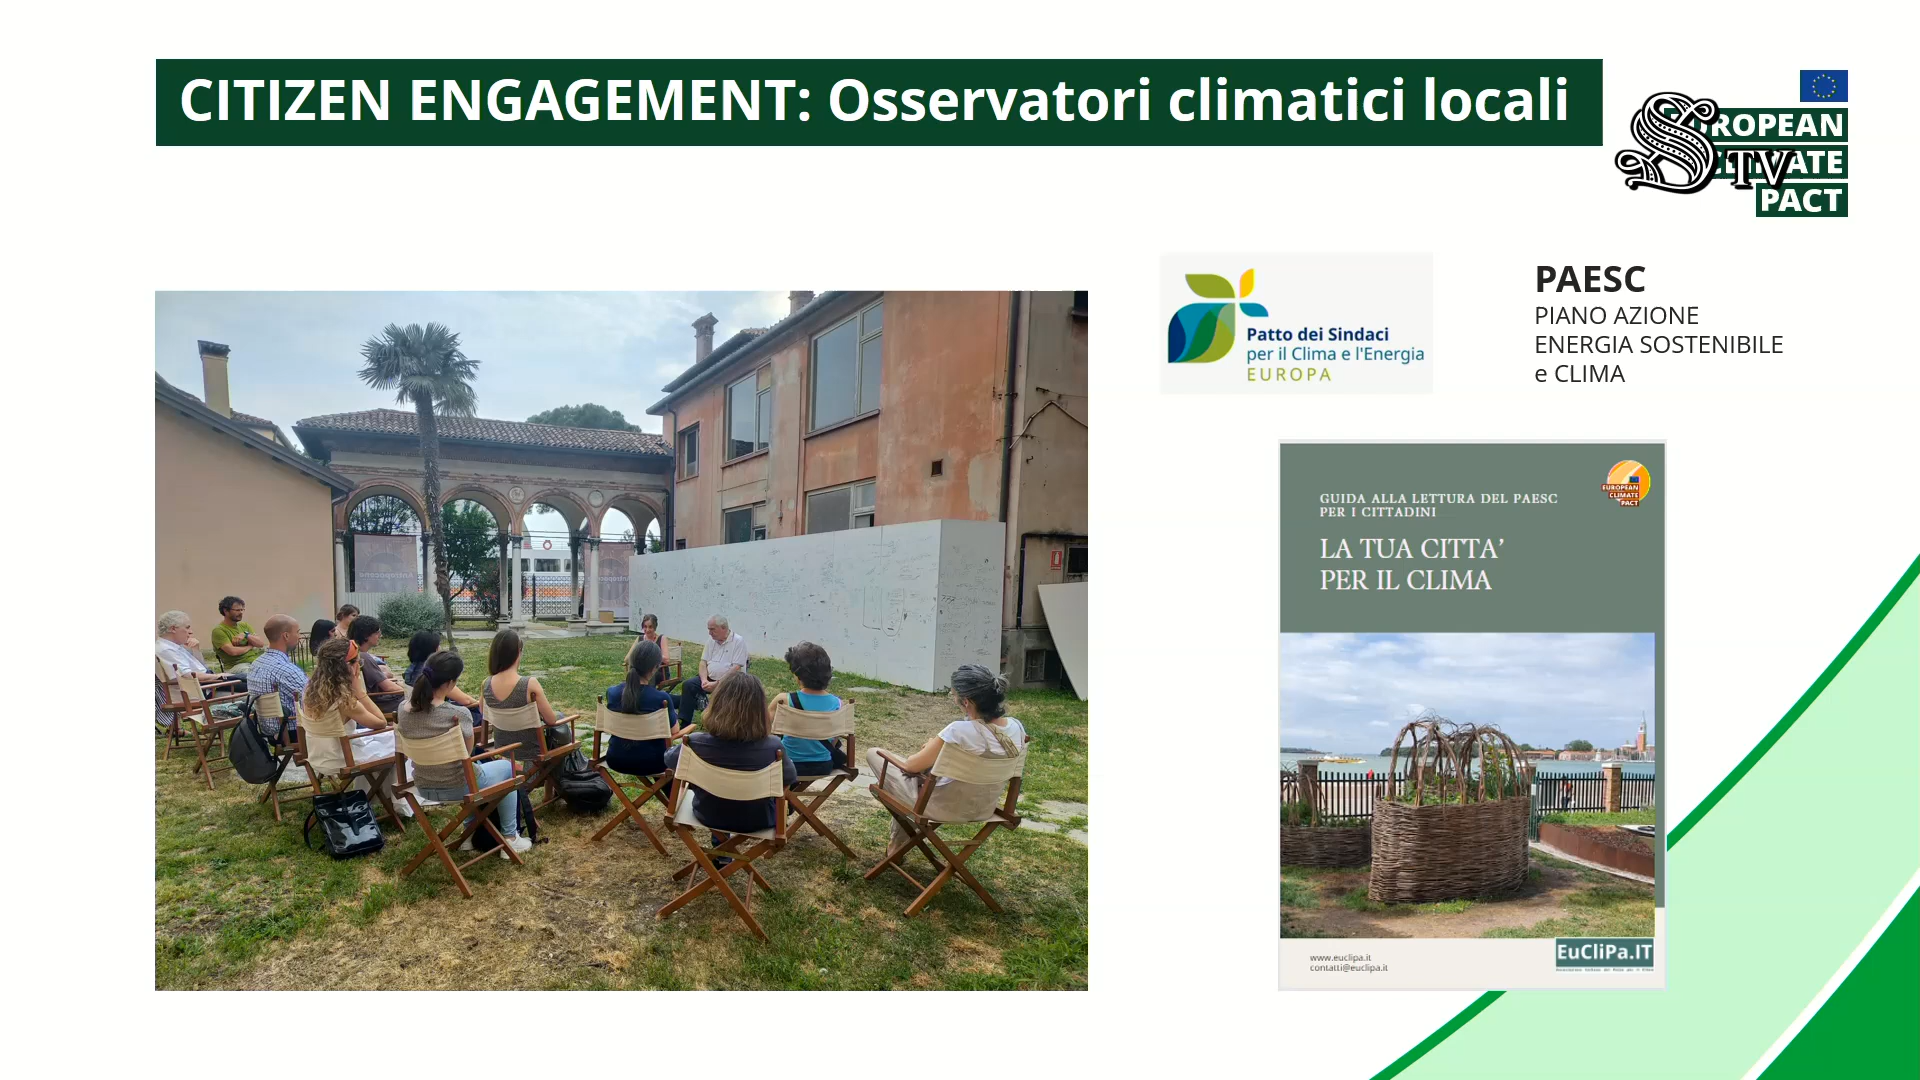 CITIZEN ENGAGEMENT: Osservatori climatici locali
EUROPEAN
CLIMATE
PACT
S TV
Patto dei Sindaci
per il Clima e l'Energia
EUROPA
PAESC
PIANO AZIONE
ENERGIA SOSTENIBILE
e CLIMA
GUIDA ALLA LETTURA DEL PAESC
PER I CITTADINI
LA TUA CITTA’
PER IL CLIMA
EUROPEAN
CLIMATE
PACT
www.euclipa.it
contatti@euclipa.it
EuCliPa.IT